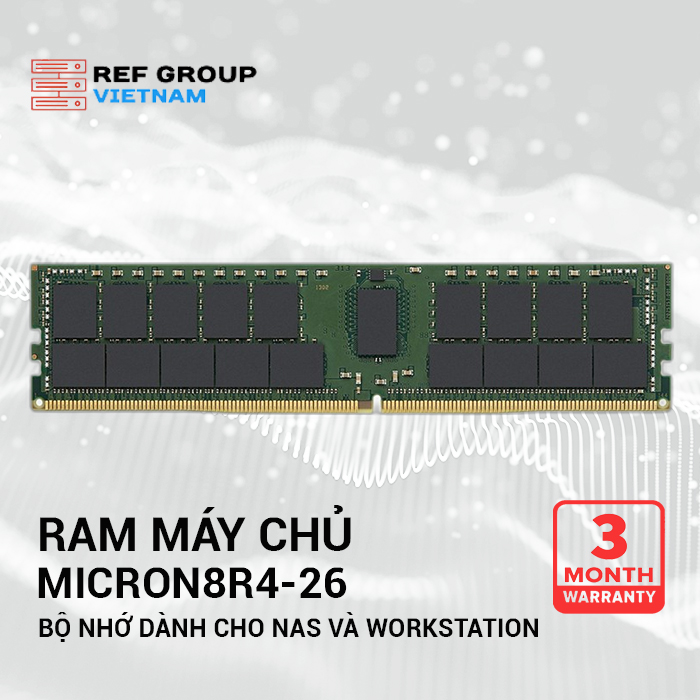 REF GROUP
VIETNAM
RAM MÁY CHỦ
MICRON8R4-26
BỘ NHỚ DÀNH CHO NAS VÀ WORKSTATION
3
MONTH
WARRANTY